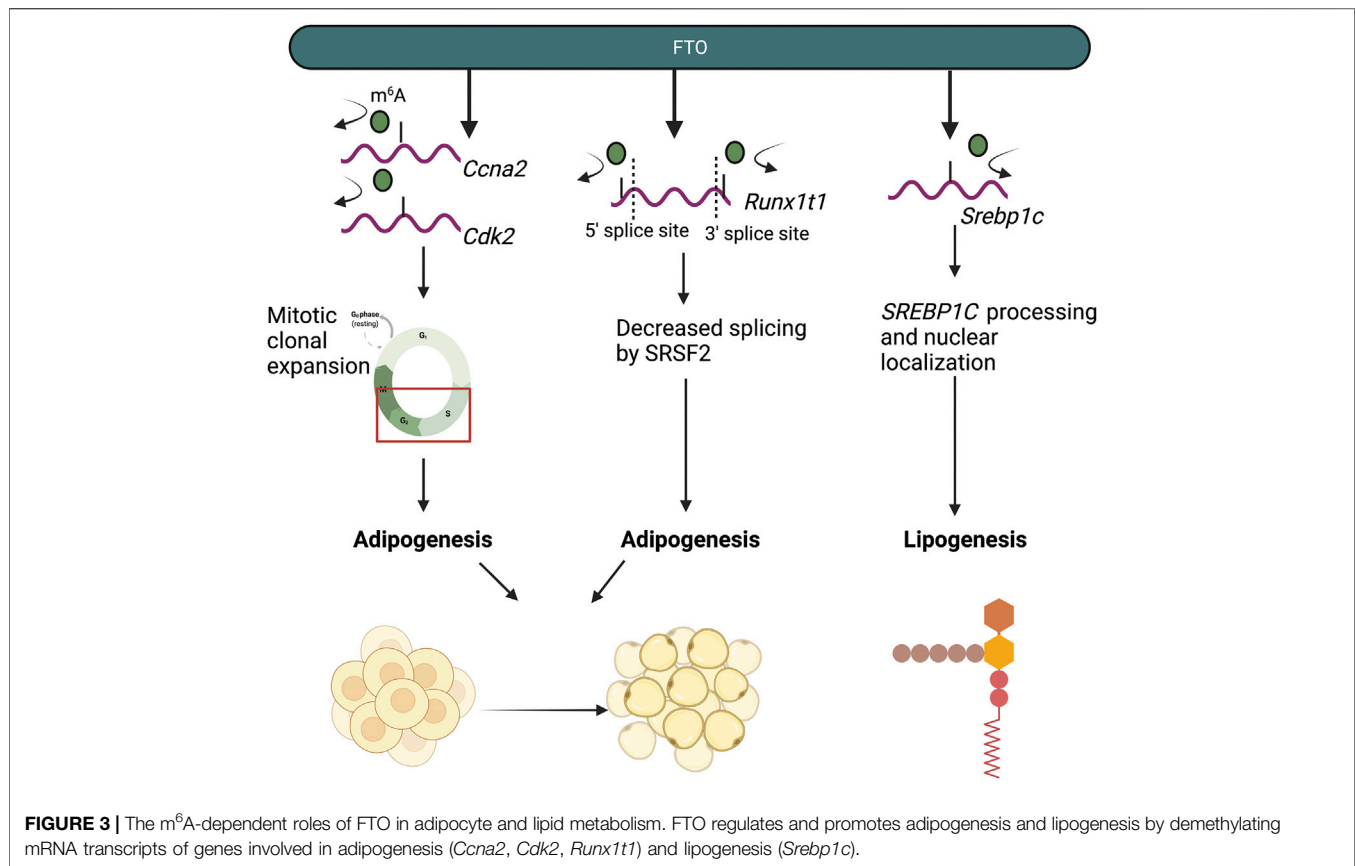 FTO
m⁶A
Ccna2
Cdk2
Runx1t1
5' splice site
3' splice site
Srebp1c
Mitotic
clonal
expansion
G₀ phase
(resting)
G₁
M
S
G₂
Decreased splicing
by SRSF2
SREBP1C processing
and nuclear
localization
Adipogenesis
Adipogenesis
Lipogenesis
FIGURE 3 | The m⁶A-dependent roles of FTO in adipocyte and lipid metabolism. FTO regulates and promotes adipogenesis and lipogenesis by demethylating
mRNA transcripts of genes involved in adipogenesis (Ccna2, Cdk2, Runx1t1) and lipogenesis (Srebp1c).